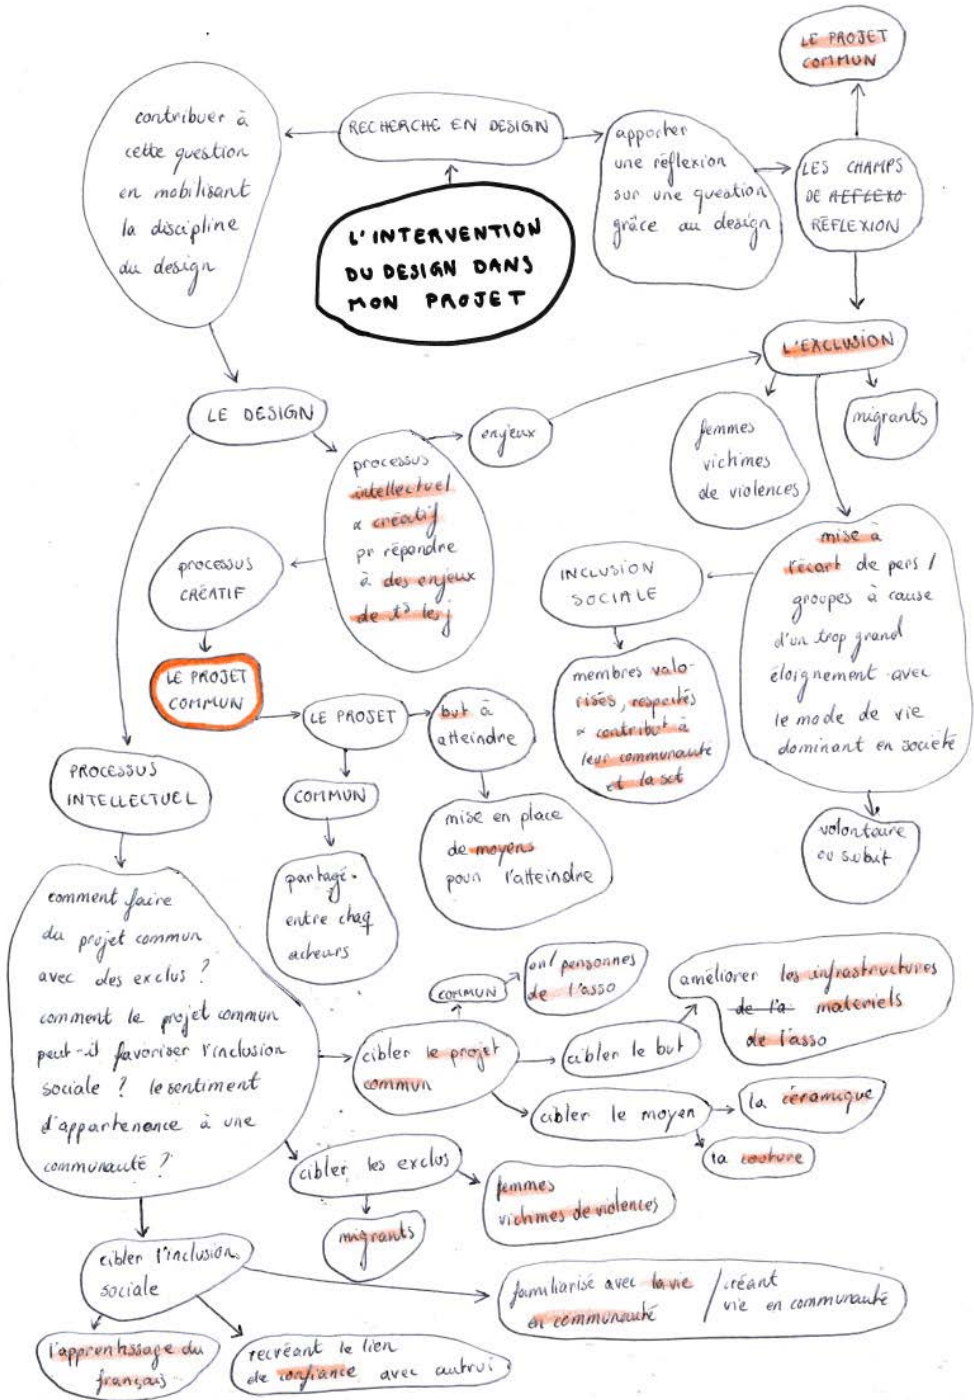 LE PROJET
COMMUN
contribuer à
cette question
en mobilisant
la discipline
du design
RECHERCHE EN DESIGN
apporter
une réflexion
sur une question
grâce au design
LES CHAMPS
DE REFLEXO
RÉFLEXION
L'INTERVENTION
DU DESIGN DANS
MON PROJET
L'EXCLUSION
LE DESIGN
enjeux
femmes
victimes
de violences
migrants
processus
intellectuel
∝ créatif
pr répondre
à des enjeux
de ts les j
processus
CRÉATIF
INCLUSION
SOCIALE
mise à
l'écart de pers /
groupes à cause
d'un trop grand
éloignement avec
le mode de vie
dominant en société
LE PROJET
COMMUN
LE PROJET
but à
atteindre
membres valo-
risés, respectés
∝ contribut à
leur communauté
et la sct
PROCESSUS
INTELLECTUEL
COMMUN
mise en place
de moyens
pour l'atteindre
volontaire
ou subit
partagé
entre chaq
acteurs
comment faire
du projet commun
avec des exclus ?
comment le projet commun
peut-il favoriser l'inclusion
sociale ? le sentiment
d'appartenance à une
communauté ?
COMMUN
personnes
de l'asso
améliorer les infrastructures
de l'a matériels
de l'asso
cibler le projet
commun
cibler le but
cibler le moyen
la céramique
la couture
cibler les exclus
femmes
victimes de violences
migrants
cibler l'inclusion
sociale
familiarisé avec la vie
en communauté
/ créant
vie en communauté
l'apprentissage du
français
recréant le lien
de confiance avec autrui